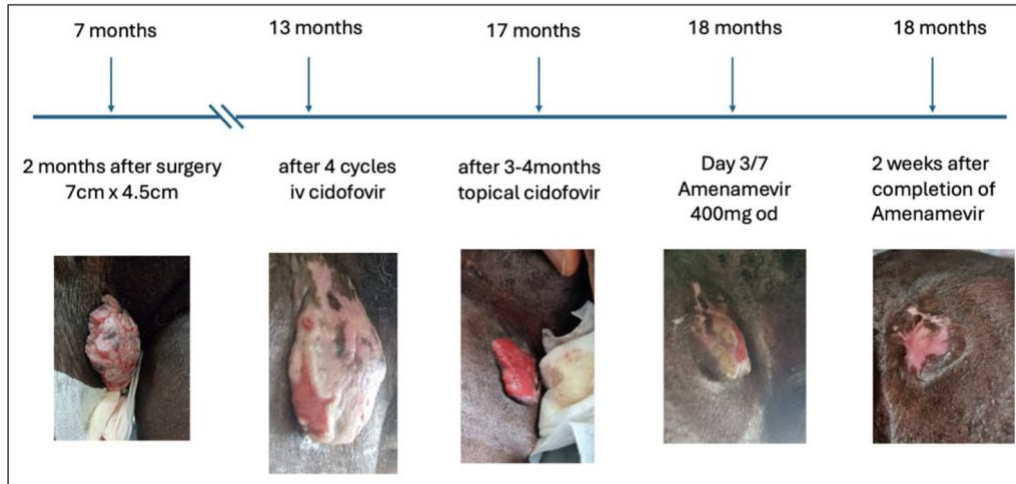 7 months
13 months
17 months
18 months
18 months
2 months after surgery
7cm x 4.5cm
after 4 cycles
iv cidofovir
after 3-4months
topical cidofovir
Day 3/7
Amenamevir
400mg od
2 weeks after
completion of
Amenamevir